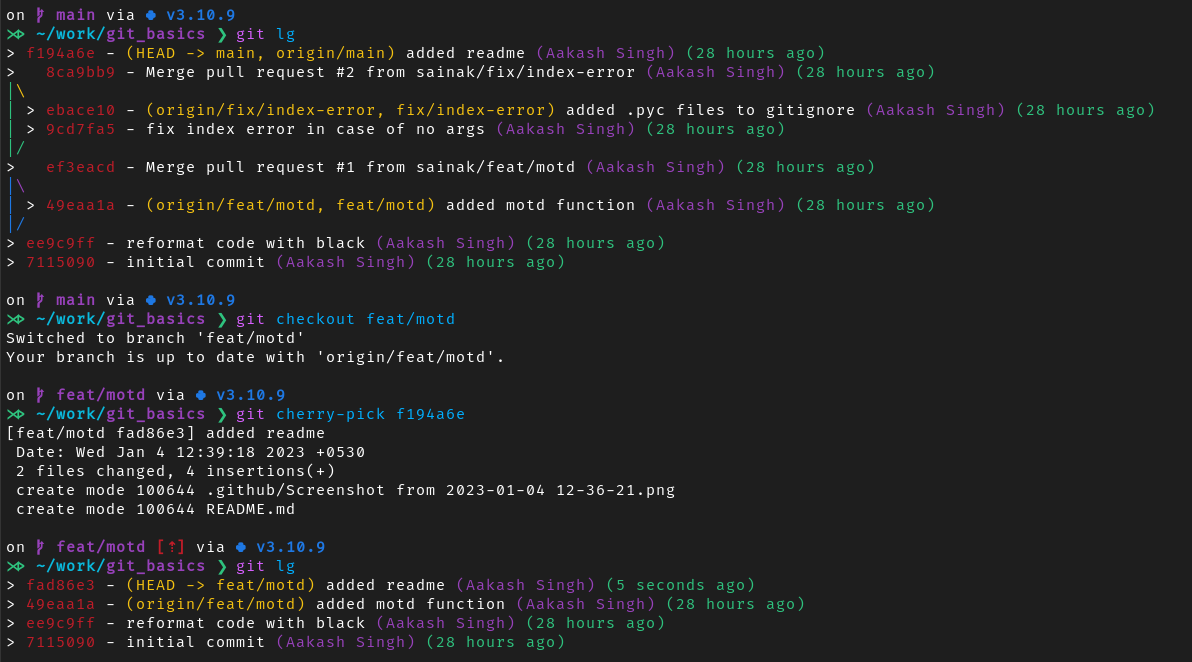 on main via v3.10.9
~/work/git_basics ❯ git lg
> f194a6e - (HEAD -> main, origin/main) added readme (Aakash Singh) (28 hours ago)
>   8ca9bb9 - Merge pull request #2 from sainak/fix/index-error (Aakash Singh) (28 hours ago)
|\
| > ebace10 - (origin/fix/index-error, fix/index-error) added .pyc files to gitignore (Aakash Singh) (28 hours ago)
| > 9cd7fa5 - fix index error in case of no args (Aakash Singh) (28 hours ago)
|/
>   ef3eacd - Merge pull request #1 from sainak/feat/motd (Aakash Singh) (28 hours ago)
|\
| > 49eaa1a - (origin/feat/motd, feat/motd) added motd function (Aakash Singh) (28 hours ago)
|/
> ee9c9ff - reformat code with black (Aakash Singh) (28 hours ago)
> 7115090 - initial commit (Aakash Singh) (28 hours ago)
on main via v3.10.9
~/work/git_basics ❯ git checkout feat/motd
Switched to branch 'feat/motd'
Your branch is up to date with 'origin/feat/motd'.
on feat/motd via v3.10.9
~/work/git_basics ❯ git cherry-pick f194a6e
[feat/motd fad86e3] added readme
 Date: Wed Jan 4 12:39:18 2023 +0530
 2 files changed, 4 insertions(+)
 create mode 100644 .github/Screenshot from 2023-01-04 12-36-21.png
 create mode 100644 README.md
on feat/motd [⇡] via v3.10.9
~/work/git_basics ❯ git lg
> fad86e3 - (HEAD -> feat/motd) added readme (Aakash Singh) (5 seconds ago)
> 49eaa1a - (origin/feat/motd) added motd function (Aakash Singh) (28 hours ago)
> ee9c9ff - reformat code with black (Aakash Singh) (28 hours ago)
> 7115090 - initial commit (Aakash Singh) (28 hours ago)